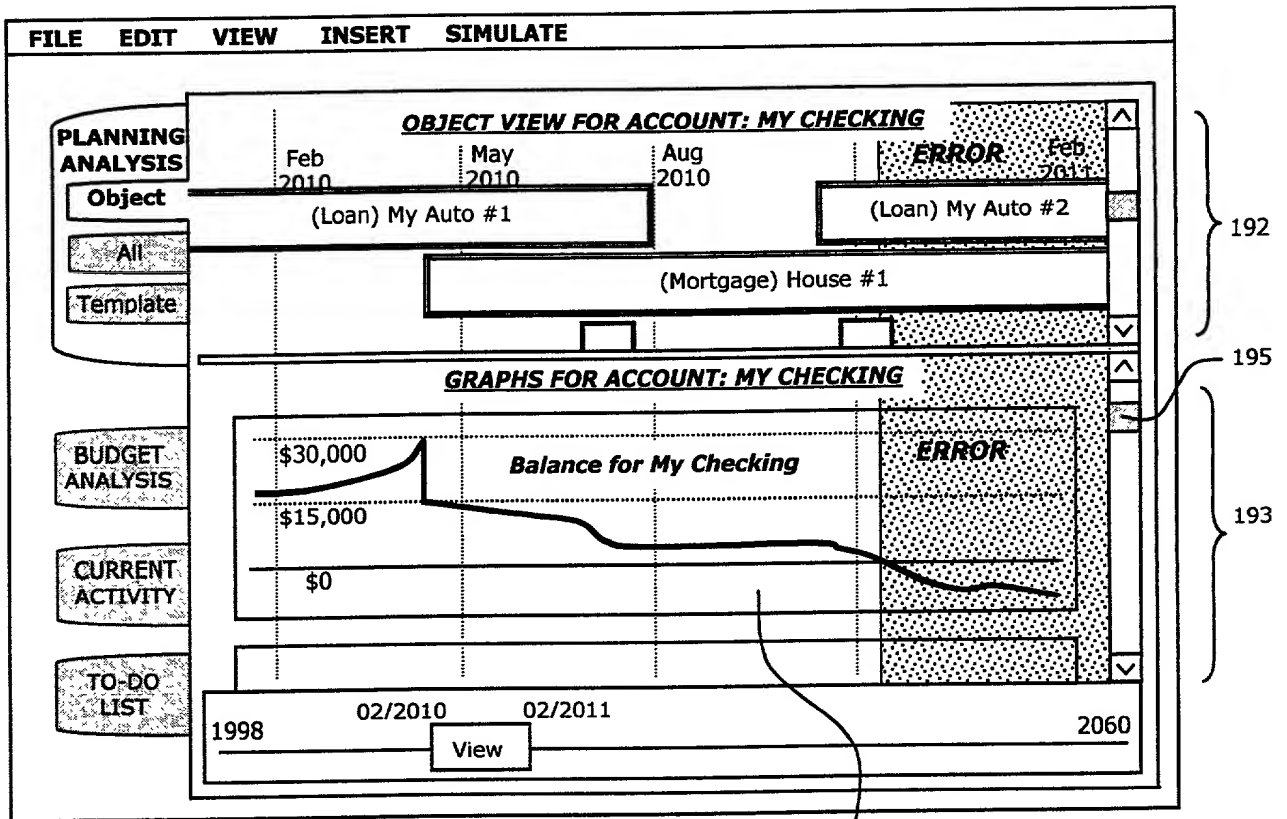 FILE EDIT VIEW INSERT SIMULATE
PLANNING
ANALYSIS
Object
All
Template
BUDGET
ANALYSIS
CURRENT
ACTIVITY
TO-DO
LIST
OBJECT VIEW FOR ACCOUNT: MY CHECKING
Feb
2010
May
2010
Aug
2010
ERROR
Feb
2011
(Loan) My Auto #1
(Loan) My Auto #2
(Mortgage) House #1
GRAPHS FOR ACCOUNT: MY CHECKING
$30,000
Balance for My Checking
ERROR
$15,000
$0
02/2010 02/2011
1998
2060
View
192
195
193